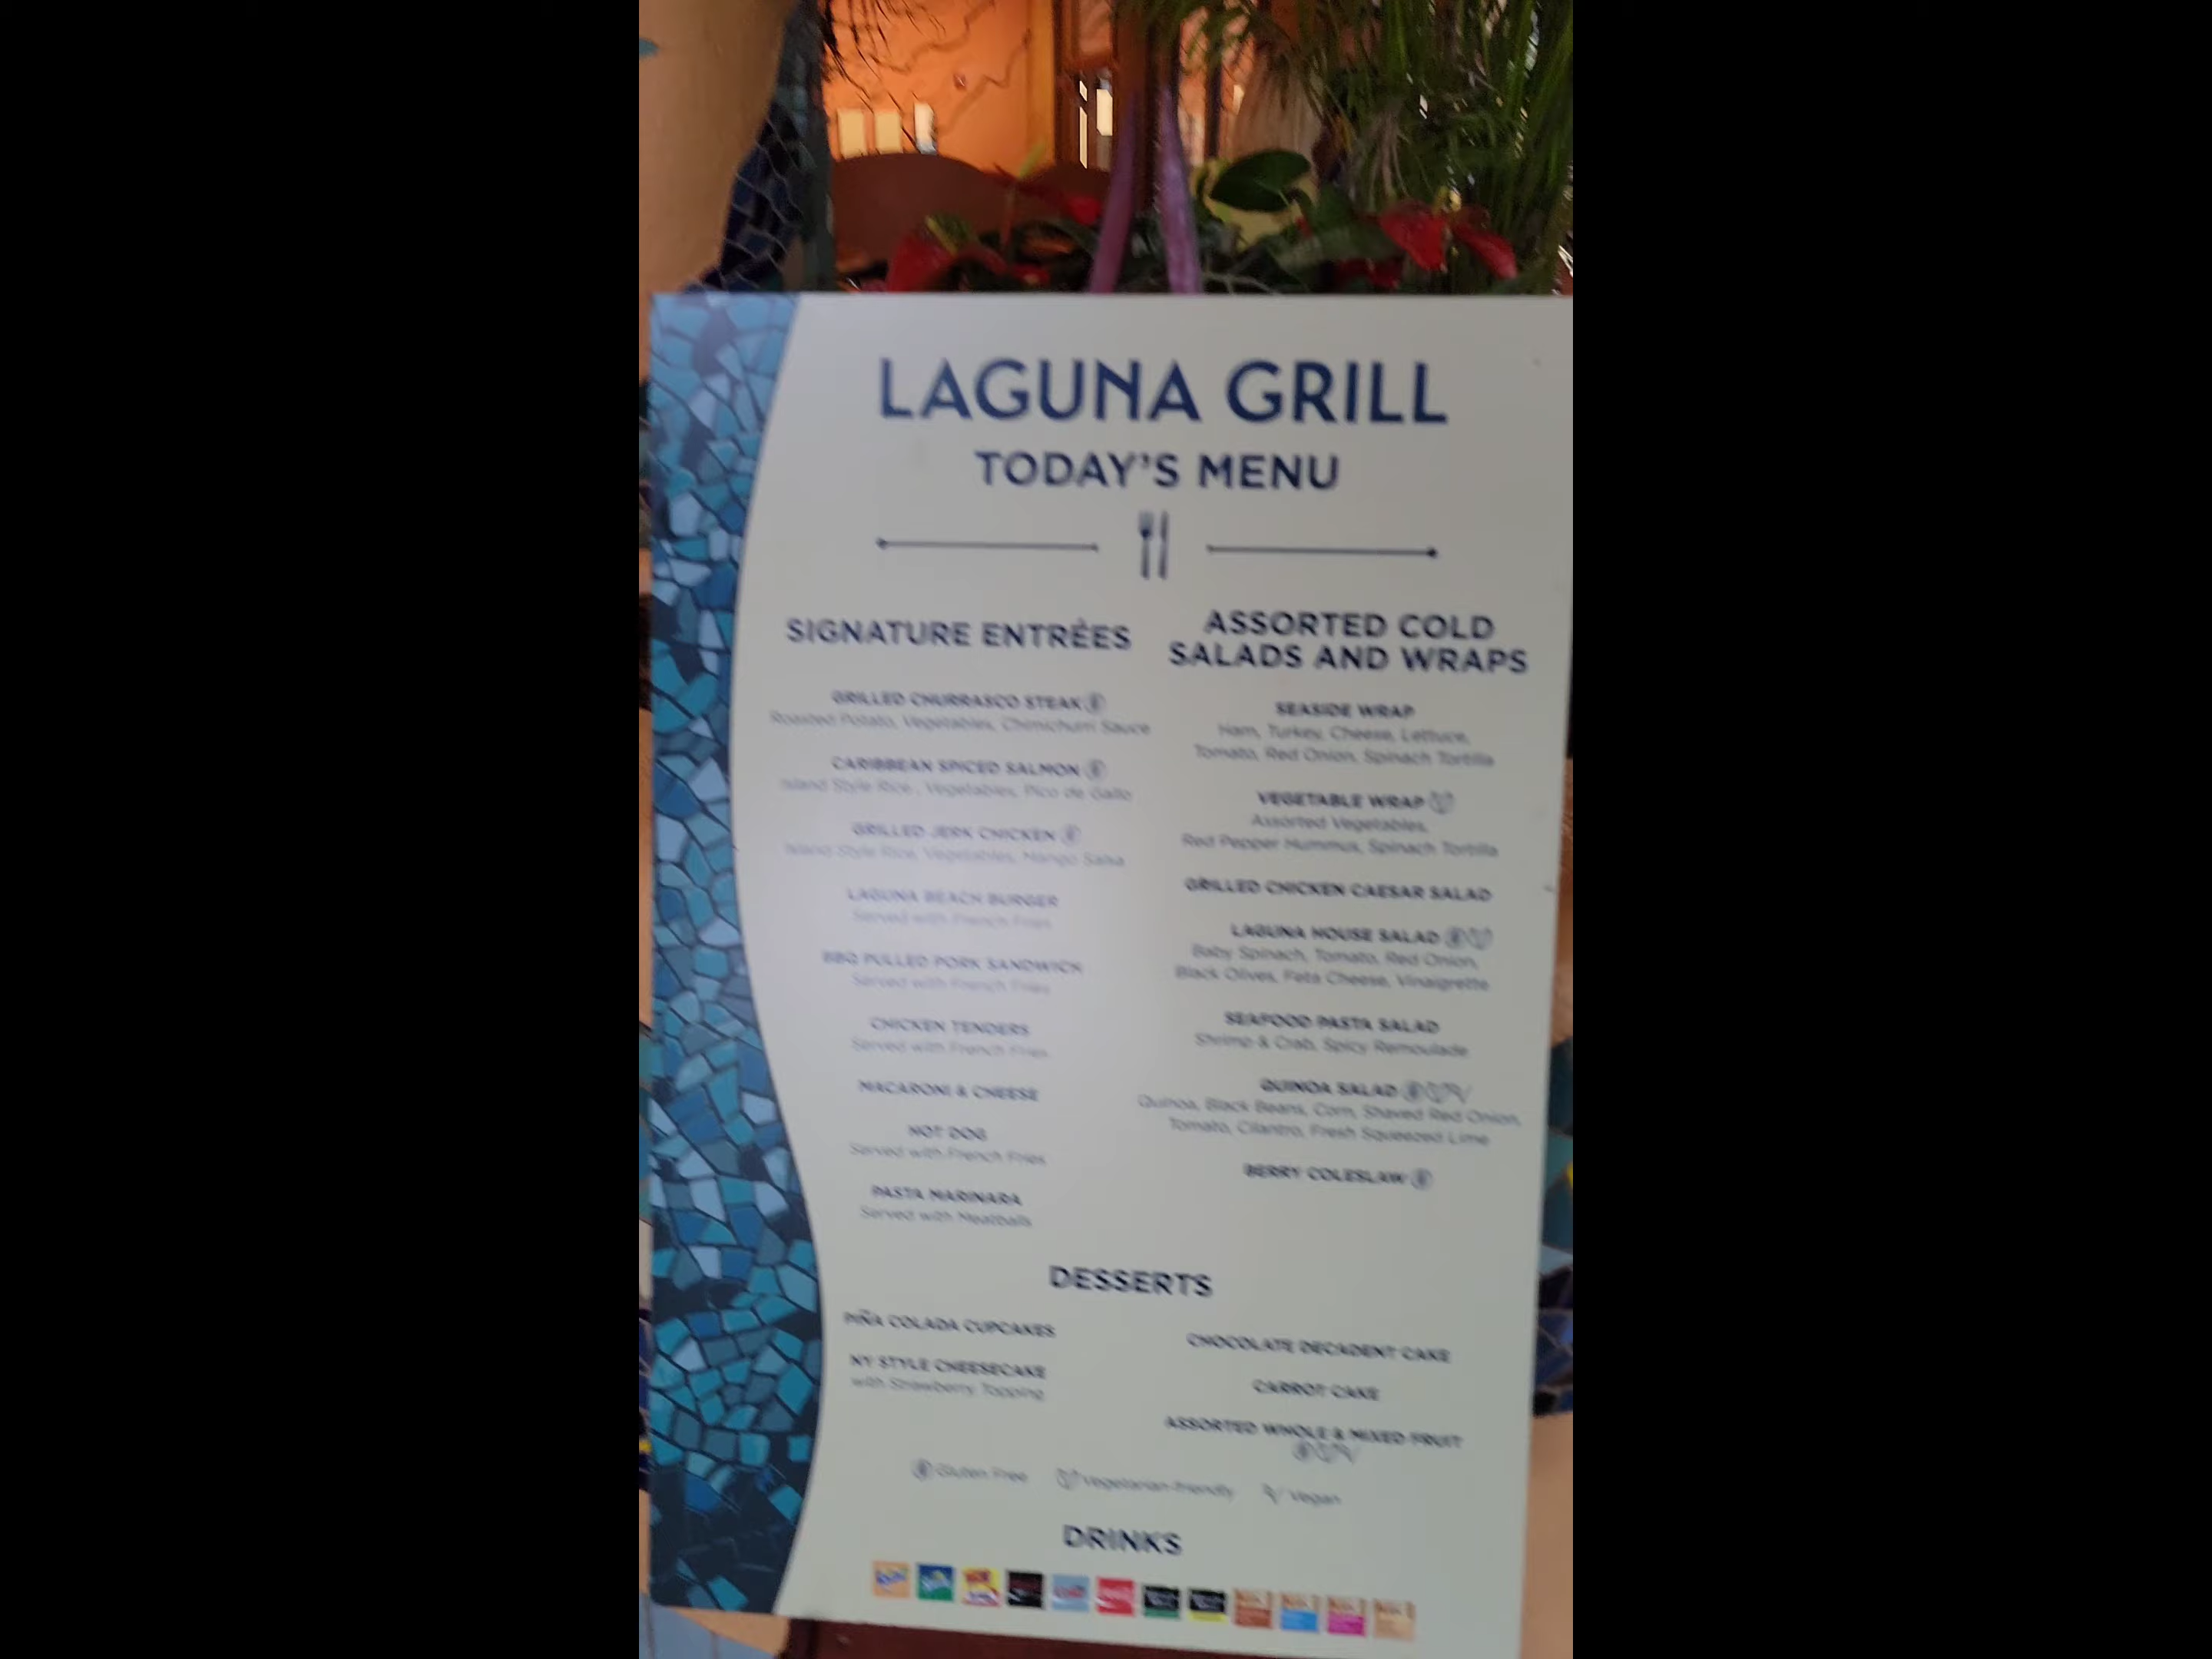 LAGUNA GRILL
TODAY'S MENU
SIGNATURE ENTRÉES
GRILLED CHURRASCO STEAK
Roasted Potato, Vegetables, Chimichurri Sauce
CARIBBEAN SPICED SALMON
Island Style Rice, Vegetables, Pico de Gallo
GRILLED JERK CHICKEN
Island Style Rice, Vegetables, Mango Salsa
LAGUNA BEACH BURGER
Served with French Fries
BBQ PULLED PORK SANDWICH
Served with French Fries
CHICKEN TENDERS
Served with French Fries
MACARONI & CHEESE
HOT DOG
Served with French Fries
PASTA MARINARA
Served with Meatballs
ASSORTED COLD
SALADS AND WRAPS
SEASIDE WRAP
Ham, Turkey, Cheese, Lettuce,
Tomato, Red Onion, Spinach Tortilla
VEGETABLE WRAP
Assorted Vegetables,
Red Pepper Hummus, Spinach Tortilla
GRILLED CHICKEN CAESAR SALAD
LAGUNA HOUSE SALAD
Baby Spinach, Tomato, Red Onion,
Black Olives, Feta Cheese, Vinaigrette
SEAFOOD PASTA SALAD
Shrimp & Crab, Spicy Remoulade
QUINOA SALAD
Quinoa, Black Beans, Corn, Shaved Red Onion,
Tomato, Cilantro, Fresh Squeezed Lime
BERRY COLESLAW
DESSERTS
PIÑA COLADA CUPCAKES
NY STYLE CHEESECAKE
with Strawberry Topping
CHOCOLATE DECADENT CAKE
CARROT CAKE
ASSORTED WHOLE & MIXED FRUIT
Gluten Free Vegetarian-friendly Vegan
DRINKS